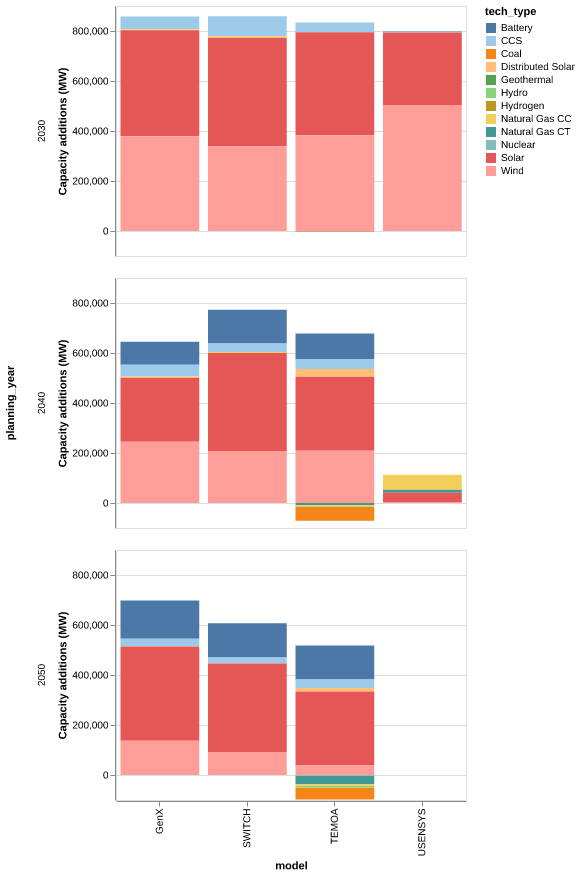 tech_type
Battery
CCS
Coal
Distributed Solar
Geothermal
Hydro
Hydrogen
Natural Gas CC
Natural Gas CT
Nuclear
Solar
Wind
planning_year
2030
Capacity additions (MW)
800,000
600,000
400,000
200,000
0
2040
Capacity additions (MW)
800,000
600,000
400,000
200,000
0
2050
Capacity additions (MW)
800,000
600,000
400,000
200,000
0
GenX
SWITCH
TEMOA
USENSYS
model